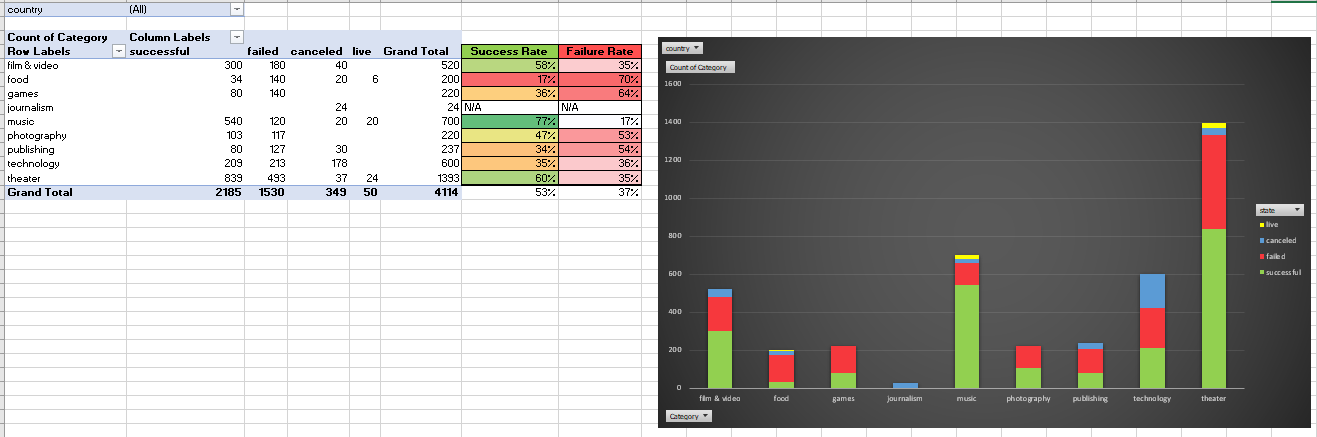 country (All)
Count of Category Column Labels
Row Labels successful failed canceled live Grand Total Success Rate Failure Rate
film & video 300 180 40 520 58% 35%
food 34 140 20 6 200 17% 70%
games 80 140 220 36% 64%
journalism 24 24 N/A N/A
music 540 120 20 20 700 77% 17%
photography 103 117 220 47% 53%
publishing 80 127 30 237 34% 54%
technology 209 213 178 600 35% 36%
theater 839 493 37 24 1393 60% 35%
Grand Total 2185 1530 349 50 4114 53% 37%
country
Count of Category
1600
1400
1200
1000
800
600
400
200
0
film & video food games journalism music photography publishing technology theater
Category
state
live
canceled
failed
successful